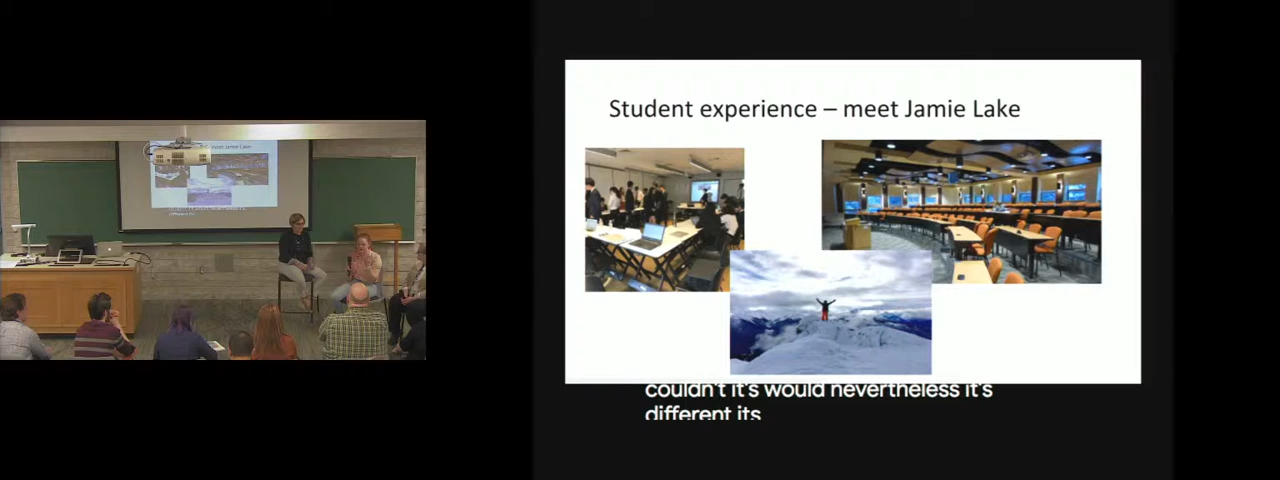 Student experience – meet Jamie Lake
couldn't it's would nevertheless it's
different its